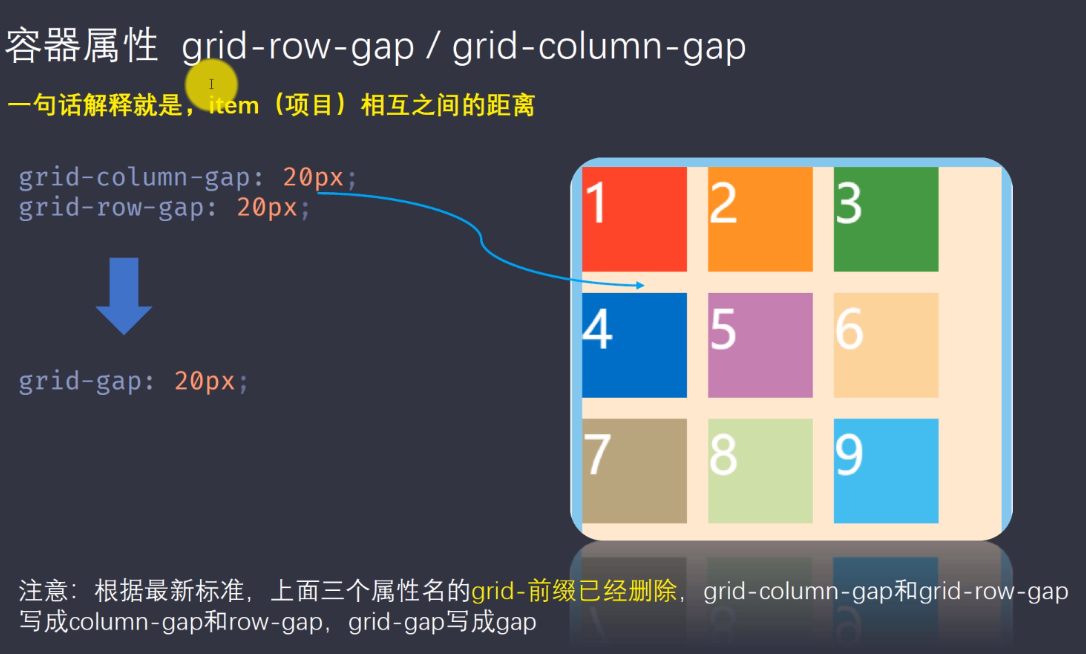 容器属性 grid-row-gap / grid-column-gap
一句话解释就是，item（项目）相互之间的距离
grid-column-gap: 20px;
grid-row-gap: 20px;
grid-gap: 20px;
1 2 3
4 5 6
7 8 9
注意：根据最新标准，上面三个属性名的grid-前缀已经删除，grid-column-gap和grid-row-gap
写成column-gap和row-gap，grid-gap写成gap